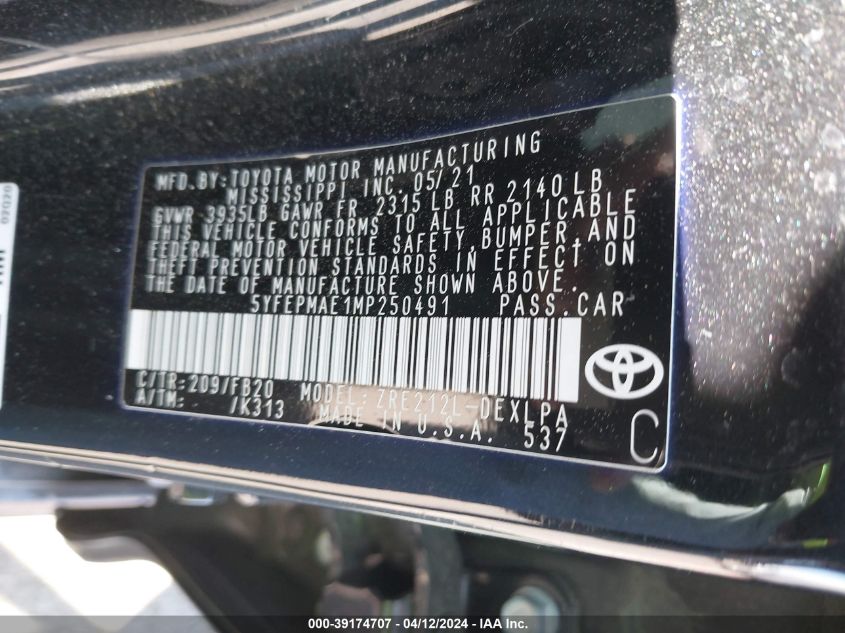 02020
MFD.BY:TOYOTA MOTOR MANUFACTURING
MISSISSIPPI INC. 05/21
GVWR 3935LB GAWR FR. 2315 LB RR 2140 LB
THIS VEHICLE CONFORMS TO ALL APPLICABLE
FEDERAL MOTOR VEHICLE SAFETY,BUMPER,AND
THEFT PREVENTION STANDARDS IN EFFECT ON
THE DATE OF MANUFACTURE SHOWN ABOVE.
5YFEPMAE1MP250491 PASS.CAR
C/TR:209/FB20 MODEL:ZRE212L-DEXLPA
A/TM: /K313 MADE IN U.S.A. 537
C
000-39174707 - 04/12/2024 - IAA Inc.